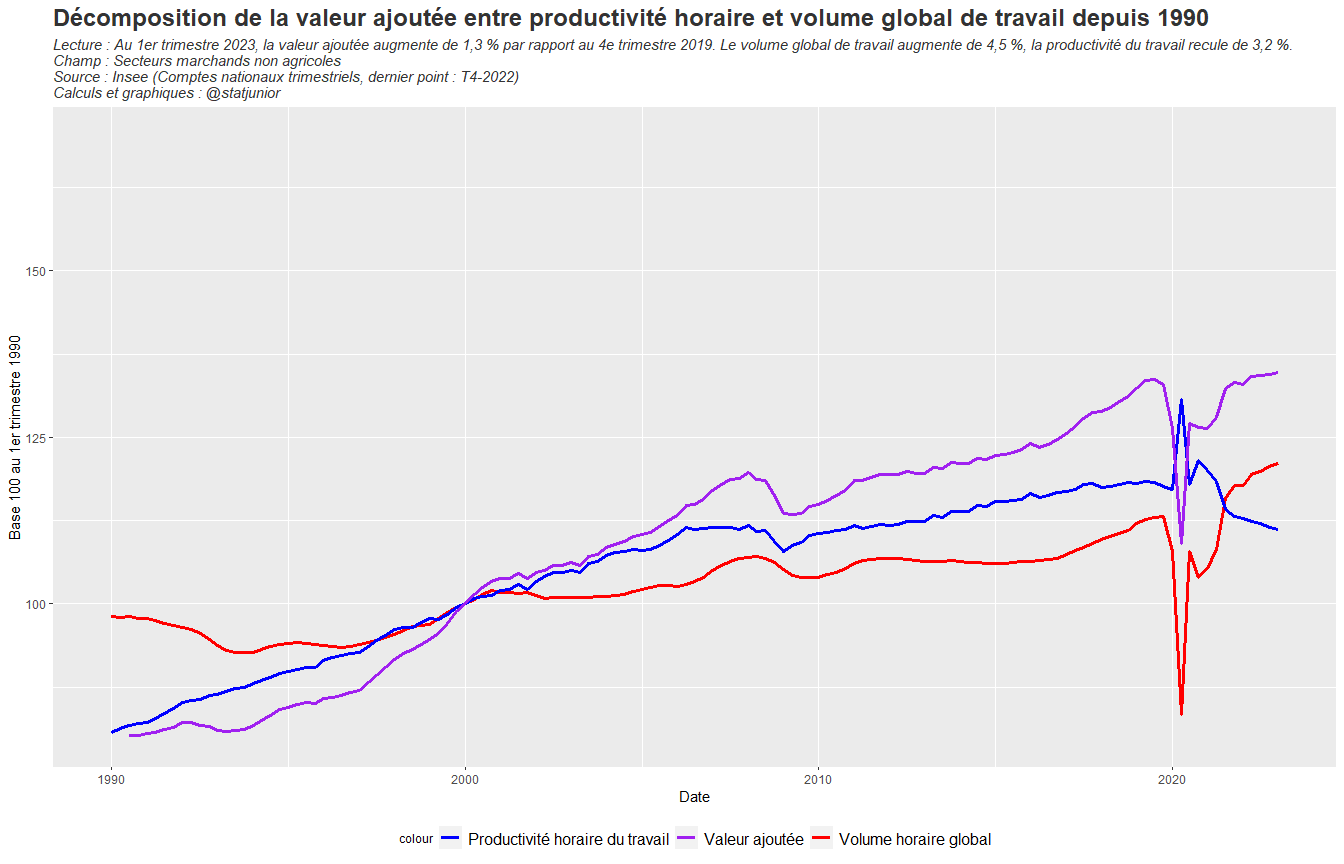 Décomposition de la valeur ajoutée entre productivité horaire et volume global de travail depuis 1990
Lecture : Au 1er trimestre 2023, la valeur ajoutée augmente de 1,3 % par rapport au 4e trimestre 2019. Le volume global de travail augmente de 4,5 %, la productivité du travail recule de 3,2 %.
Champ : Secteurs marchands non agricoles
Source : Insee (Comptes nationaux trimestriels, dernier point : T4-2022)
Calculs et graphiques : @statjunior
Base 100 au 1er trimestre 1990
150
125
100
1990
2000
2010
2020
Date
colour
Productivité horaire du travail
Valeur ajoutée
Volume horaire global